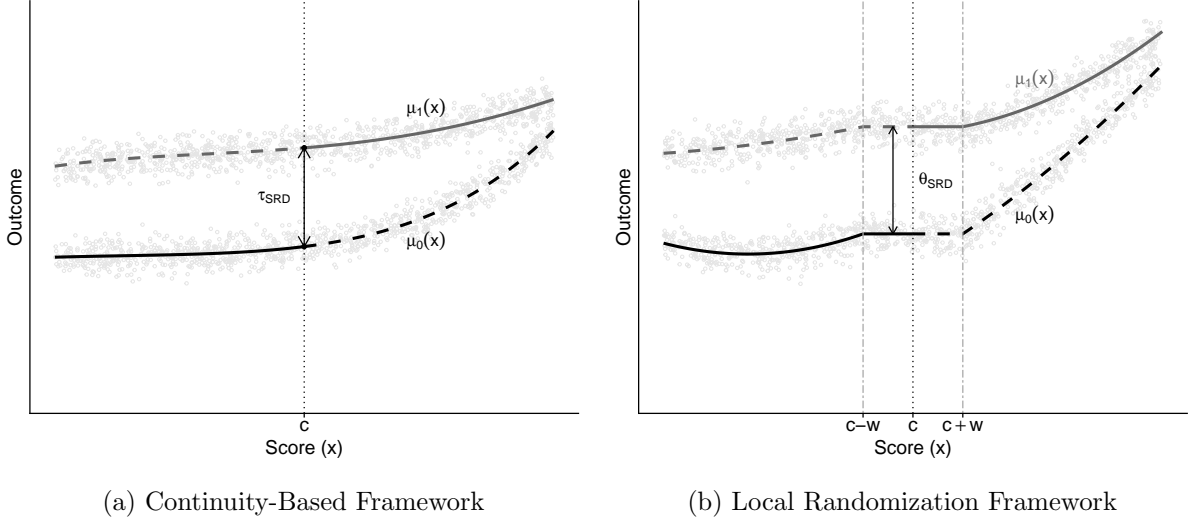 Outcome
μ₁(x)
τSRD
μ₀(x)
c
Score (x)
(a) Continuity-Based Framework
Outcome
μ₁(x)
θSRD
μ₀(x)
c−w
c
c+w
Score (x)
(b) Local Randomization Framework